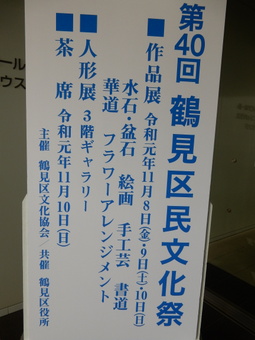 第40回 鶴見区民文化祭
■作品展 令和元年11月8日(金)・9日(土)・10日(日)
水石・盆石 絵画 手工芸 書道
華道 フラワーアレンジメント
■人形展 3階ギャラリー
■茶 席 令和元年11月10日(日)
主催 鶴見区文化協会/共催 鶴見区役所
ール
ウス